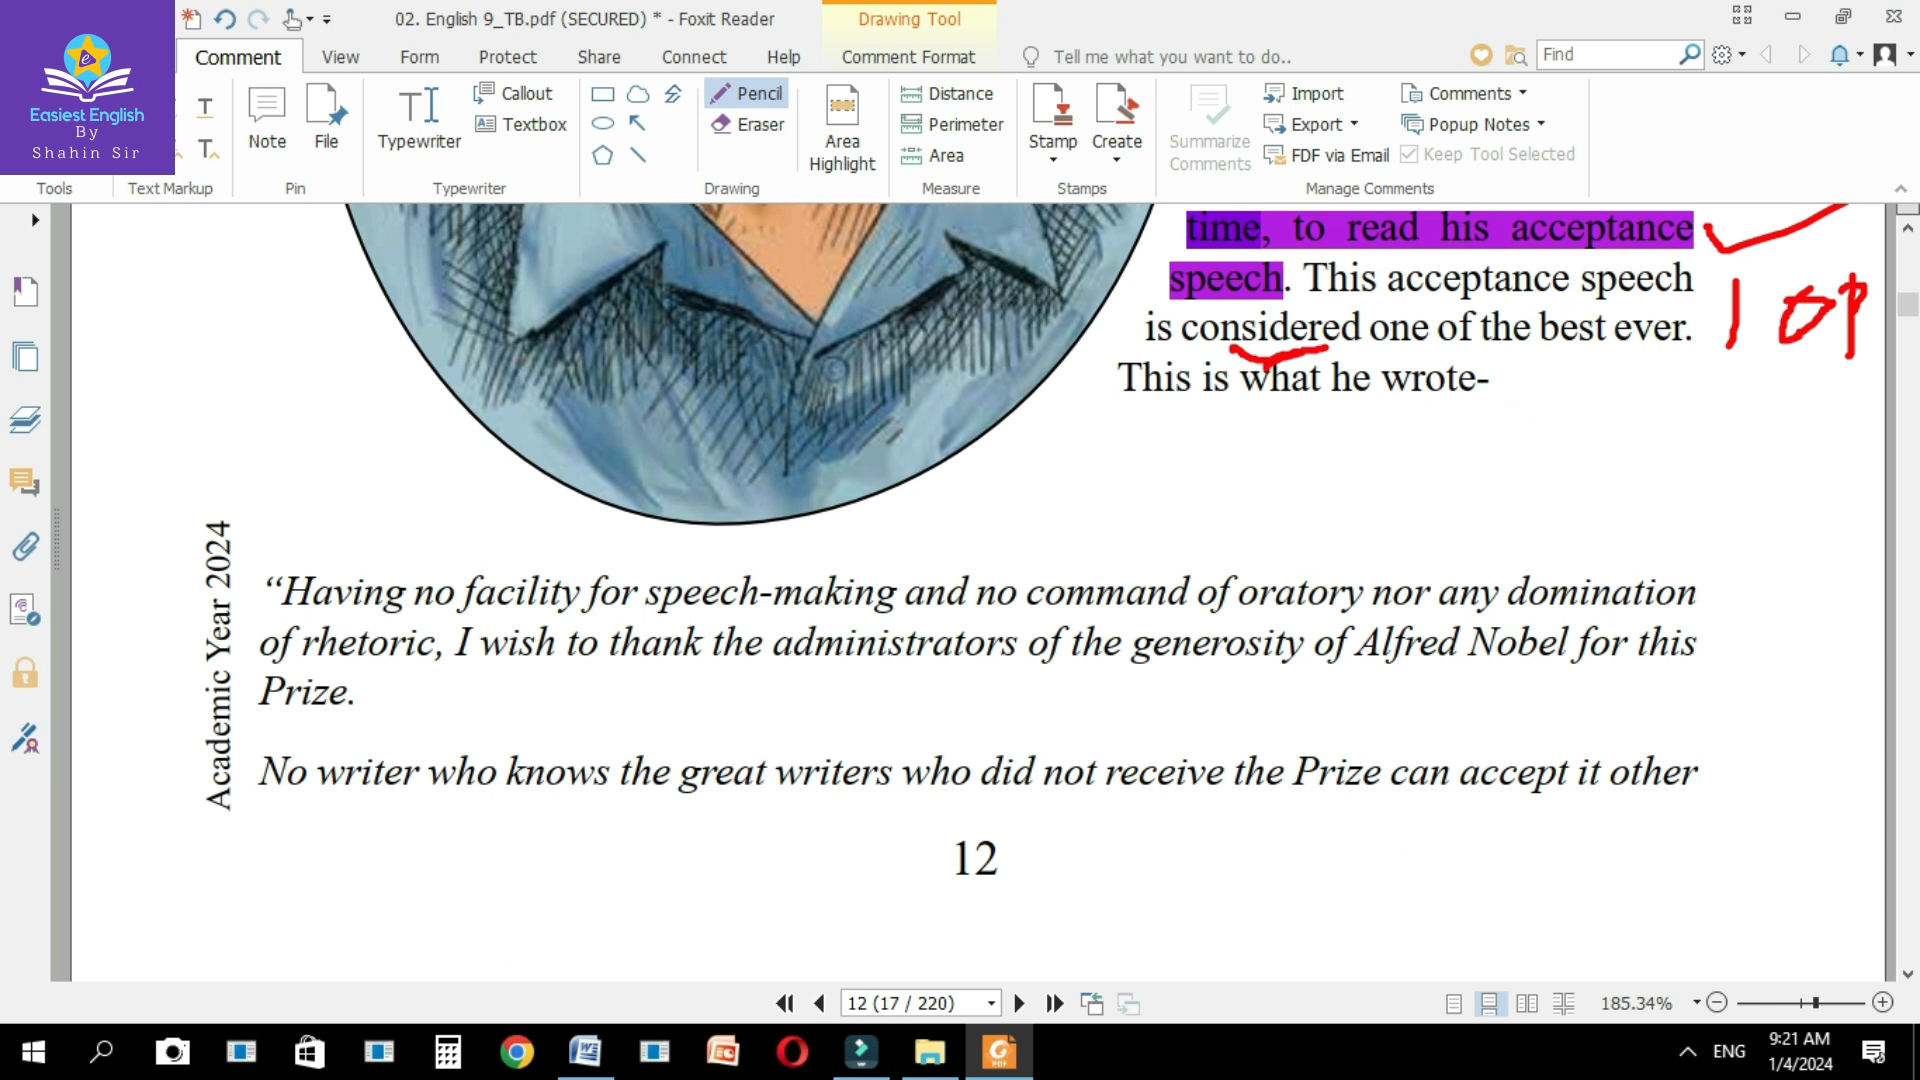 02. English 9_TB.pdf (SECURED) * - Foxit Reader
Drawing Tool
Comment
View
Form
Protect
Share
Connect
Help
Comment Format
Tell me what you want to do..
Find
Easiest English
By
Shahin Sir
Note
File
Typewriter
Callout
Textbox
Pencil
Eraser
Area
Highlight
Distance
Perimeter
Area
Stamp
Create
Summarize
Comments
Import
Export
FDF via Email
Comments
Popup Notes
Keep Tool Selected
Tools
Text Markup
Pin
Typewriter
Drawing
Measure
Stamps
Manage Comments
time, to read his acceptance
speech. This acceptance speech
is considered one of the best ever.
This is what he wrote-
Academic Year 2024
“Having no facility for speech-making and no command of oratory nor any domination
of rhetoric, I wish to thank the administrators of the generosity of Alfred Nobel for this
Prize.
No writer who knows the great writers who did not receive the Prize can accept it other
12
12 (17 / 220)
185.34%
ENG
9:21 AM
1/4/2024